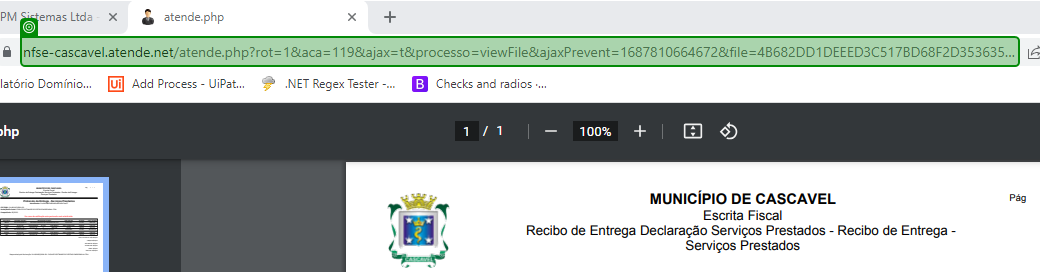 PM Sistemas Ltda -
atende.php
nfse-cascavel.atende.net/atende.php?rot=1&aca=119&ajax=t&processo=viewFile&ajaxPrevent=1687810664672&file=4B682DD1DEEED3C517BD68F2D353635...
latório Domínio...
Ui
Add Process - UiPat...
.NET Regex Tester -...
B
Checks and radios ·...
php
1 / 1
100%
MUNICÍPIO DE CASCAVEL
Pág
Escrita Fiscal
Recibo de Entrega Declaração Serviços Prestados - Recibo de Entrega -
Serviços Prestados
CASCAVEL